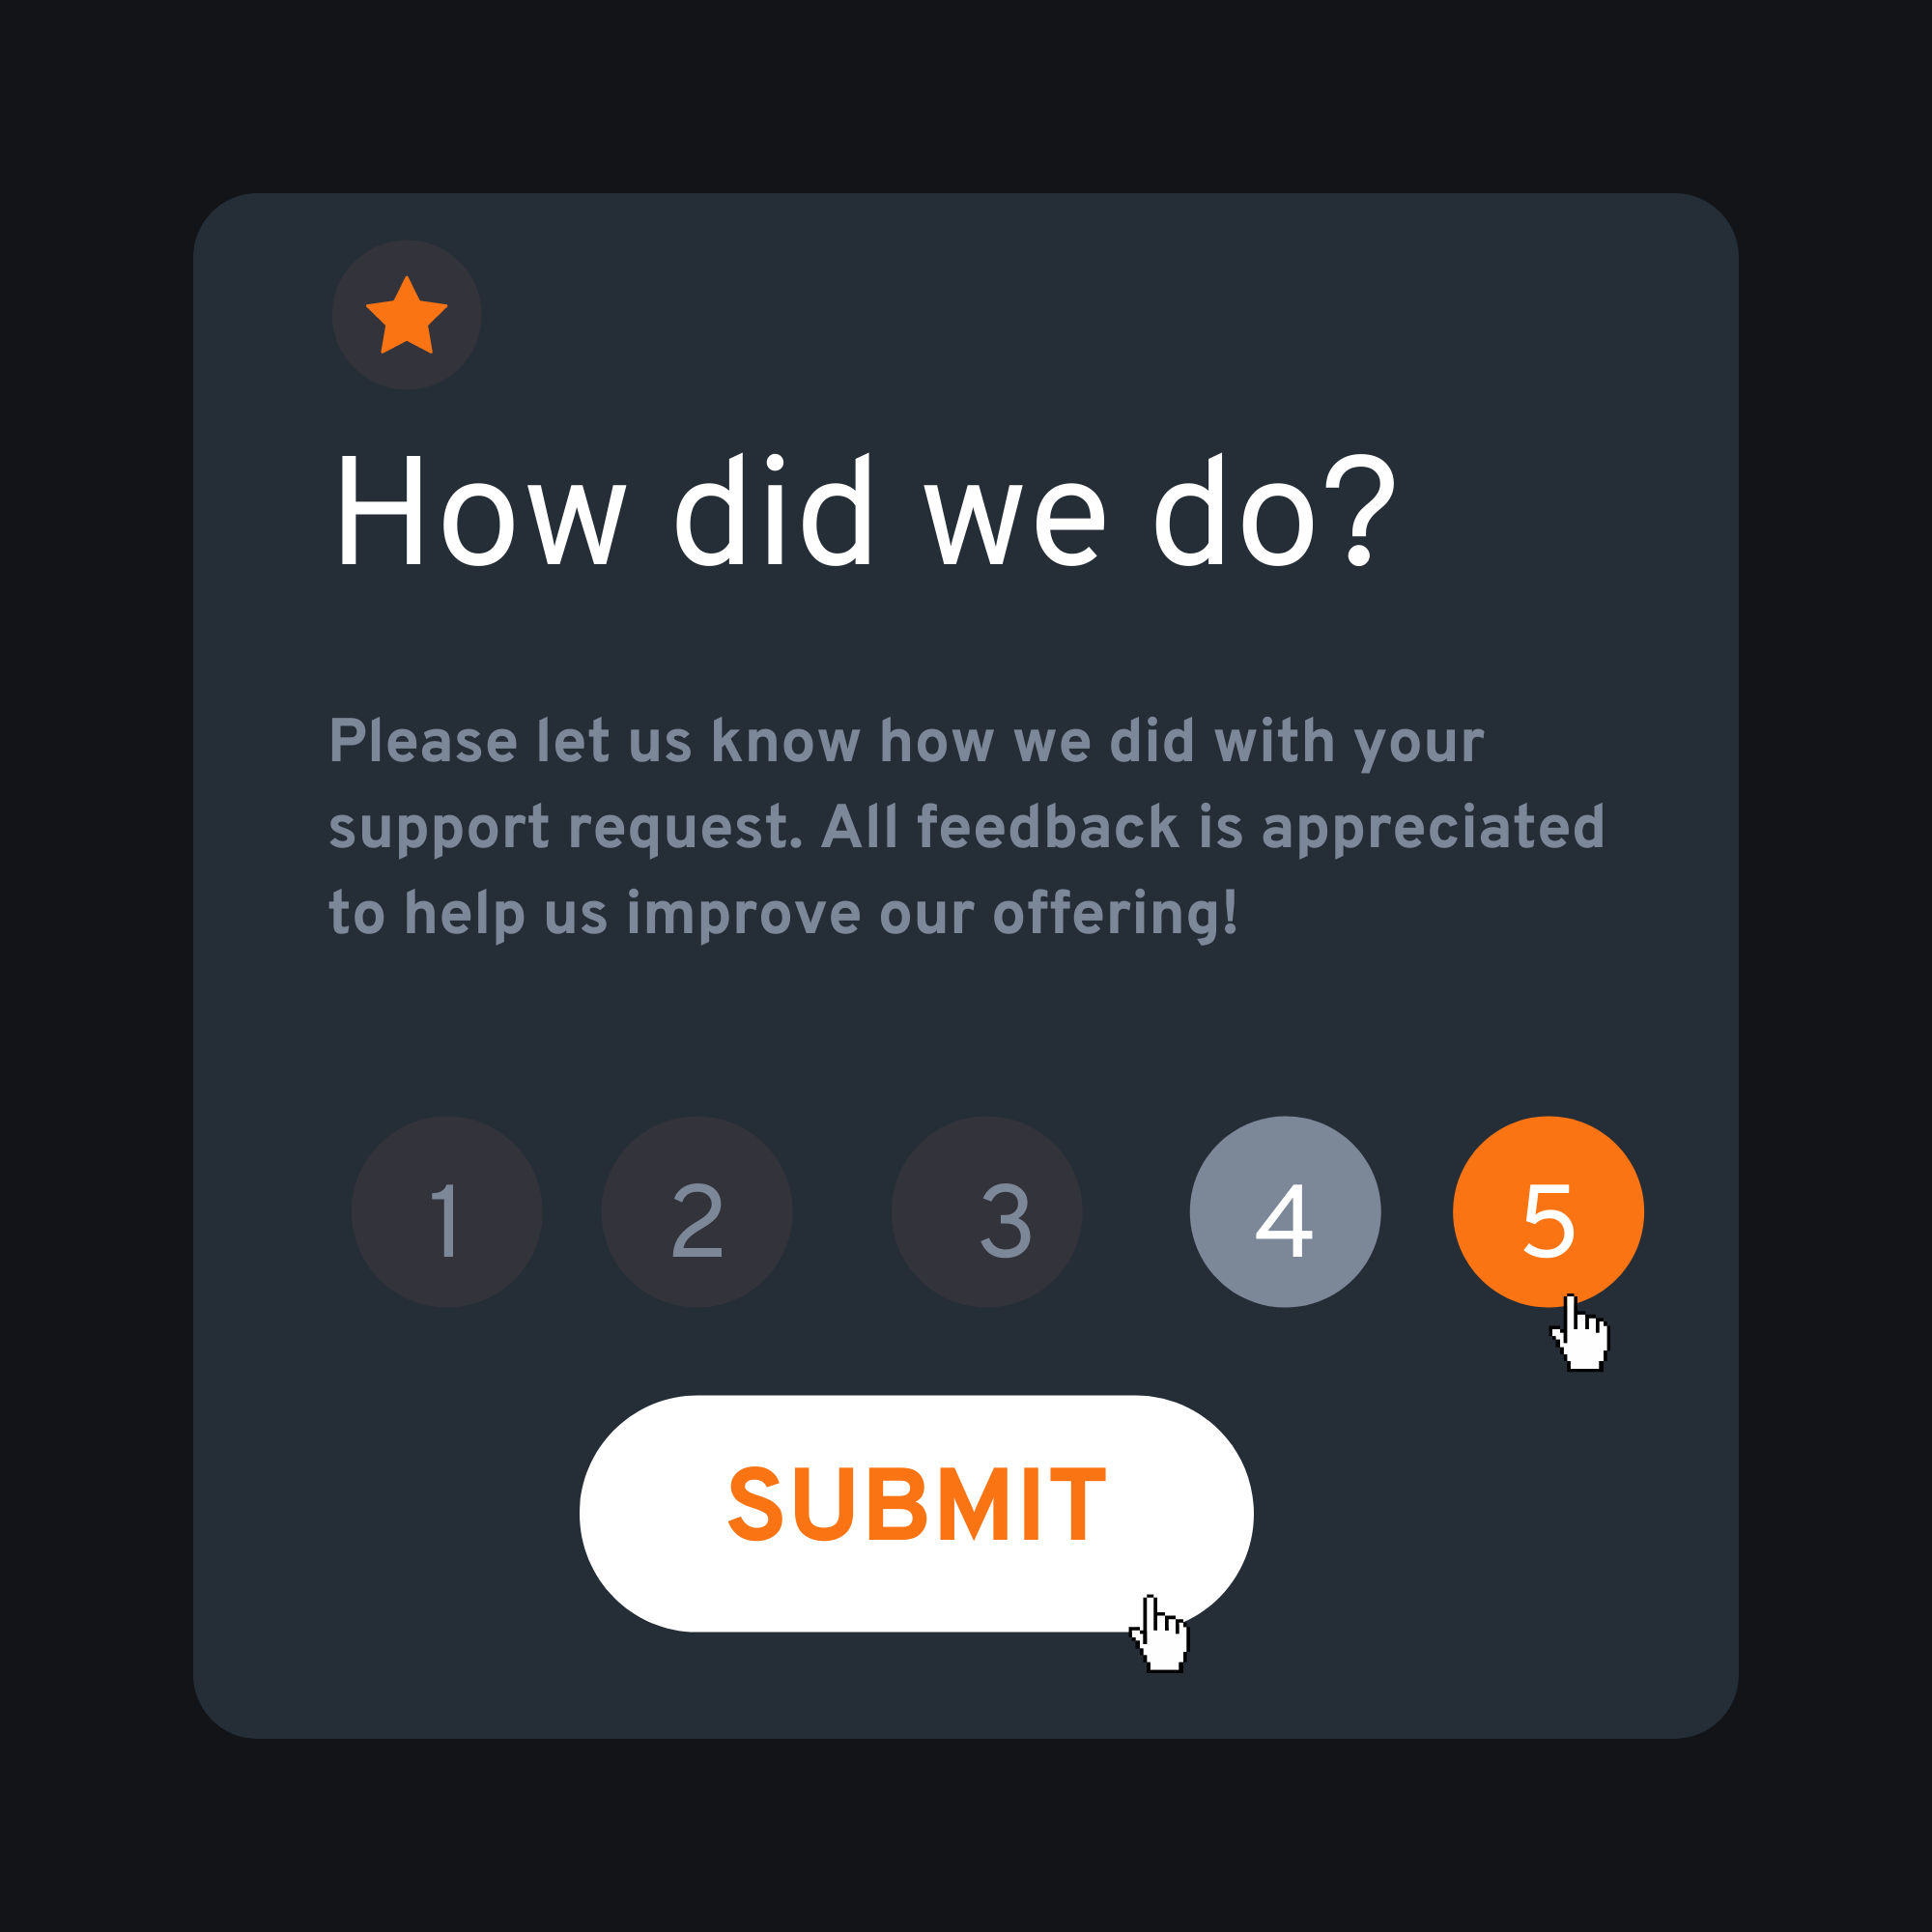 How did we do?
Please let us know how we did with your
support request. All feedback is appreciated
to help us improve our offering!
1 2 3 4 5
SUBMIT